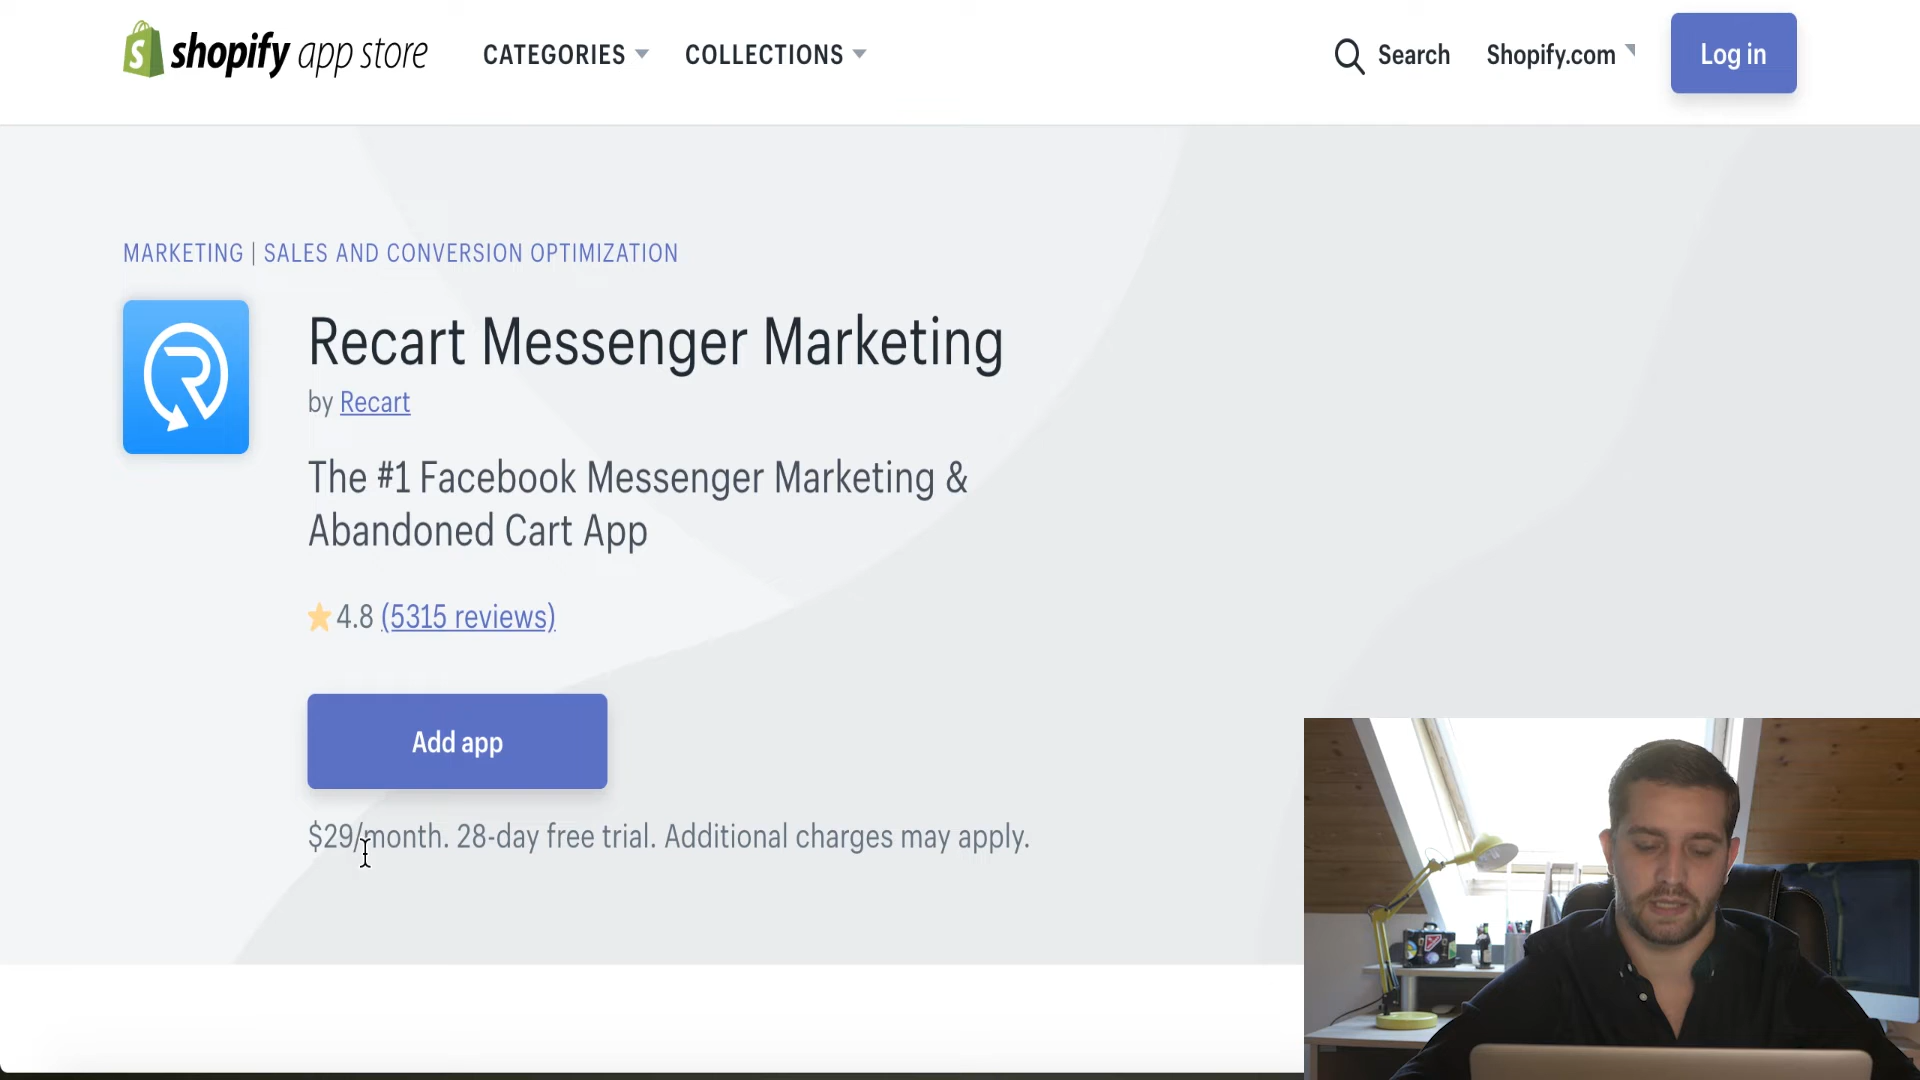 shopify app store
CATEGORIES
COLLECTIONS
Search
Shopify.com
Log in
MARKETING | SALES AND CONVERSION OPTIMIZATION
Recart Messenger Marketing
by Recart
The #1 Facebook Messenger Marketing &
Abandoned Cart App
4.8 (5315 reviews)
Add app
$29/month. 28-day free trial. Additional charges may apply.